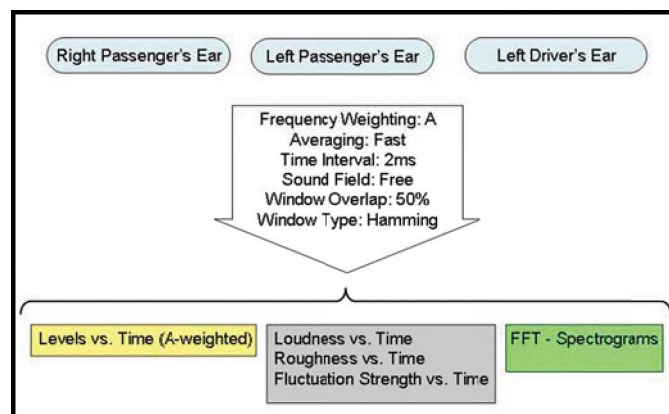 Right Passenger's Ear
Left Passenger's Ear
Left Driver's Ear
Frequency Weighting: A
Averaging: Fast
Time Interval: 2ms
Sound Field: Free
Window Overlap: 50%
Window Type: Hamming
Levels vs. Time (A-weighted)
Loudness vs. Time
Roughness vs. Time
Fluctuation Strength vs. Time
FFT - Spectrograms